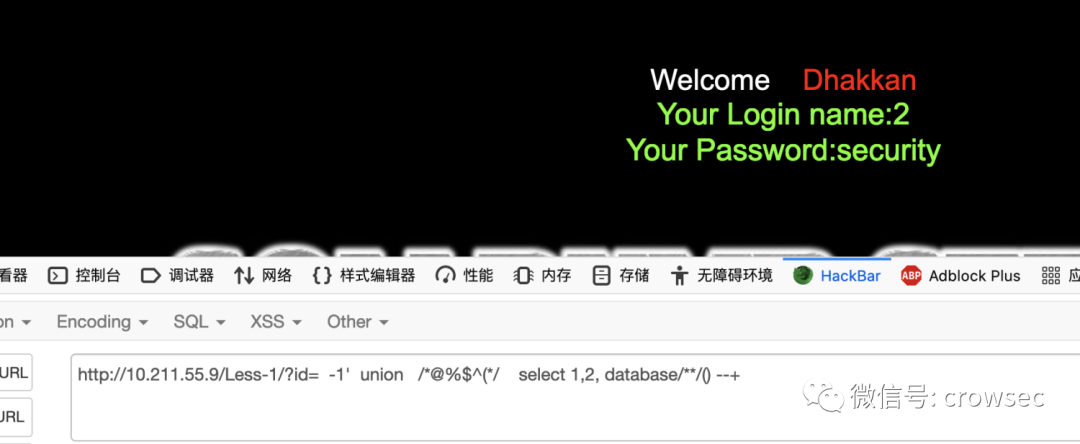 Welcome Dhakkan
Your Login name:2
Your Password:security
看器 控制台 调试器 网络 {} 样式编辑器 性能 内存 存储 无障碍环境 HackBar ABP Adblock Plus 应
on Encoding SQL XSS Other
URL
http://10.211.55.9/Less-1/?id= -1' union /*@%$^(*/ select 1,2, database/**/() --+
微信号: crowsec
URL